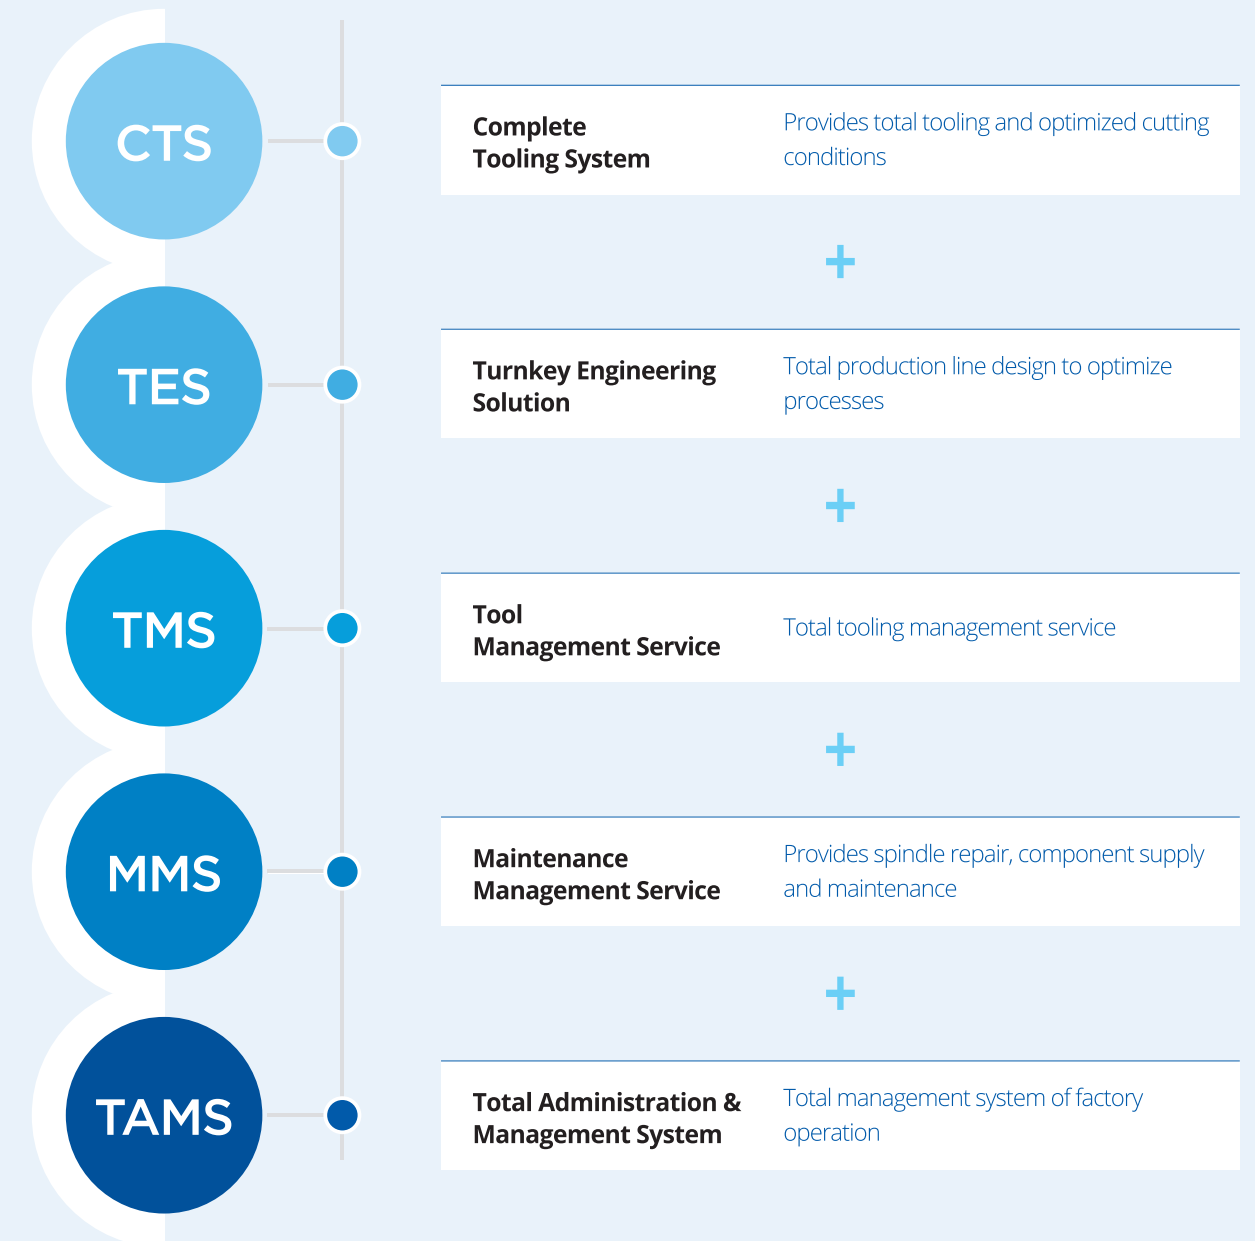 CTS
Complete
Tooling System
Provides total tooling and optimized cutting
conditions
+
TES
Turnkey Engineering
Solution
Total production line design to optimize
processes
+
TMS
Tool
Management Service
Total tooling management service
+
MMS
Maintenance
Management Service
Provides spindle repair, component supply
and maintenance
+
TAMS
Total Administration &
Management System
Total management system of factory
operation